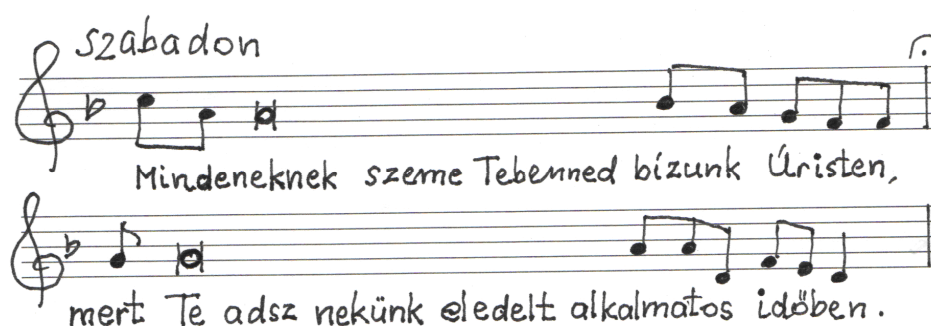 szabadon
Mindeneknek szeme Tebenned bízunk Úristen,
mert Te adsz nekünk eledelt alkalmatos időben.